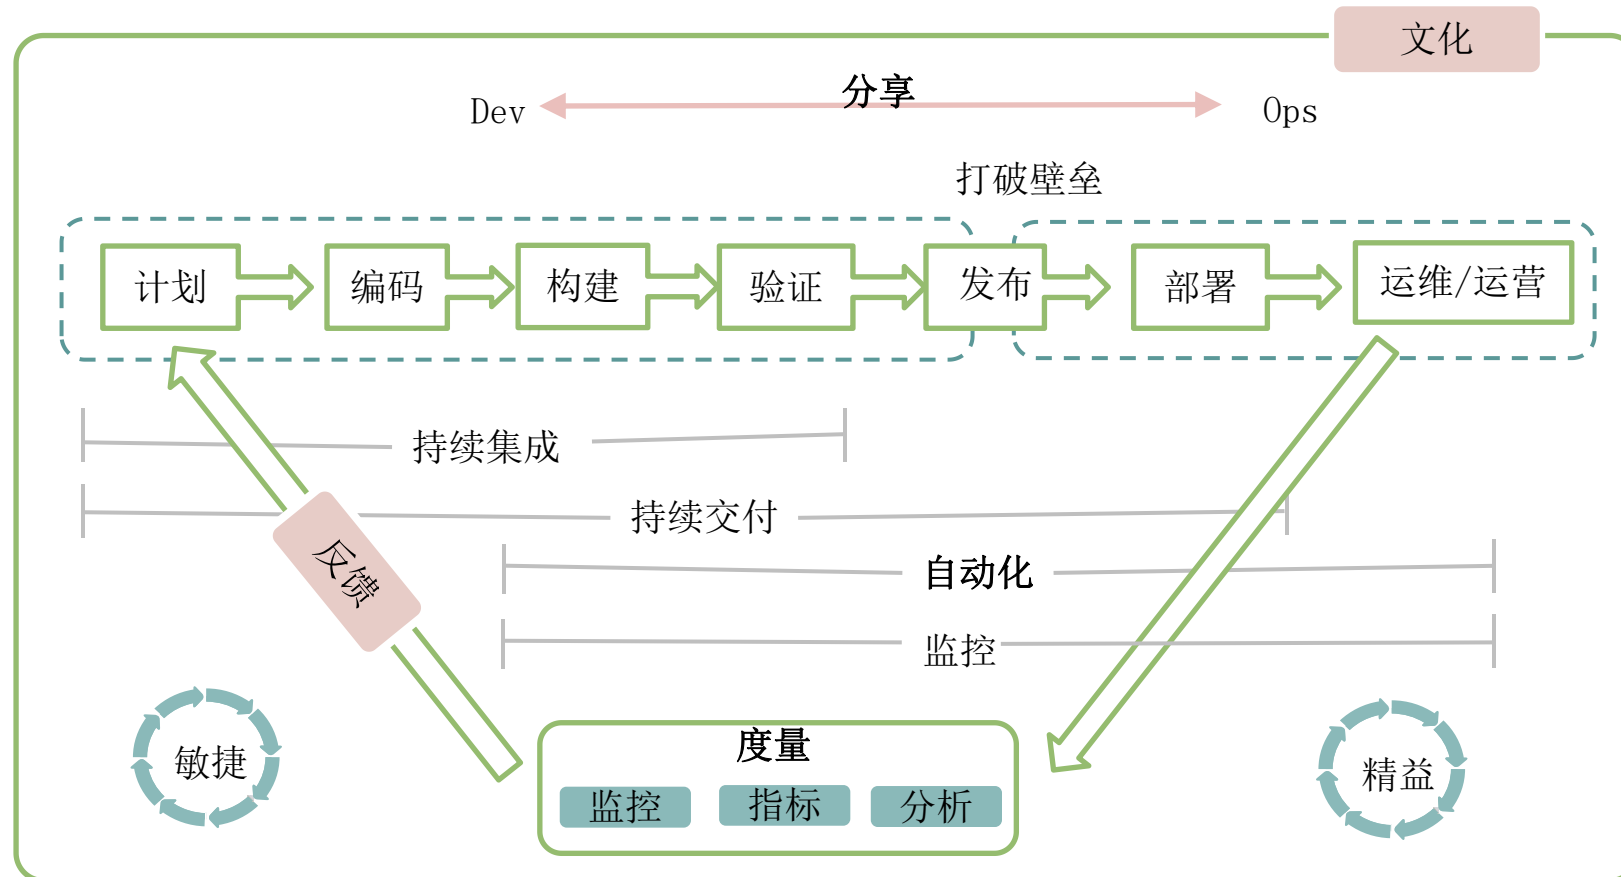 文化
分享
Dev
Ops
打破壁垒
计划
编码
构建
验证
发布
部署
运维/运营
持续集成
持续交付
反馈
自动化
监控
敏捷
度量
监控
指标
分析
精益